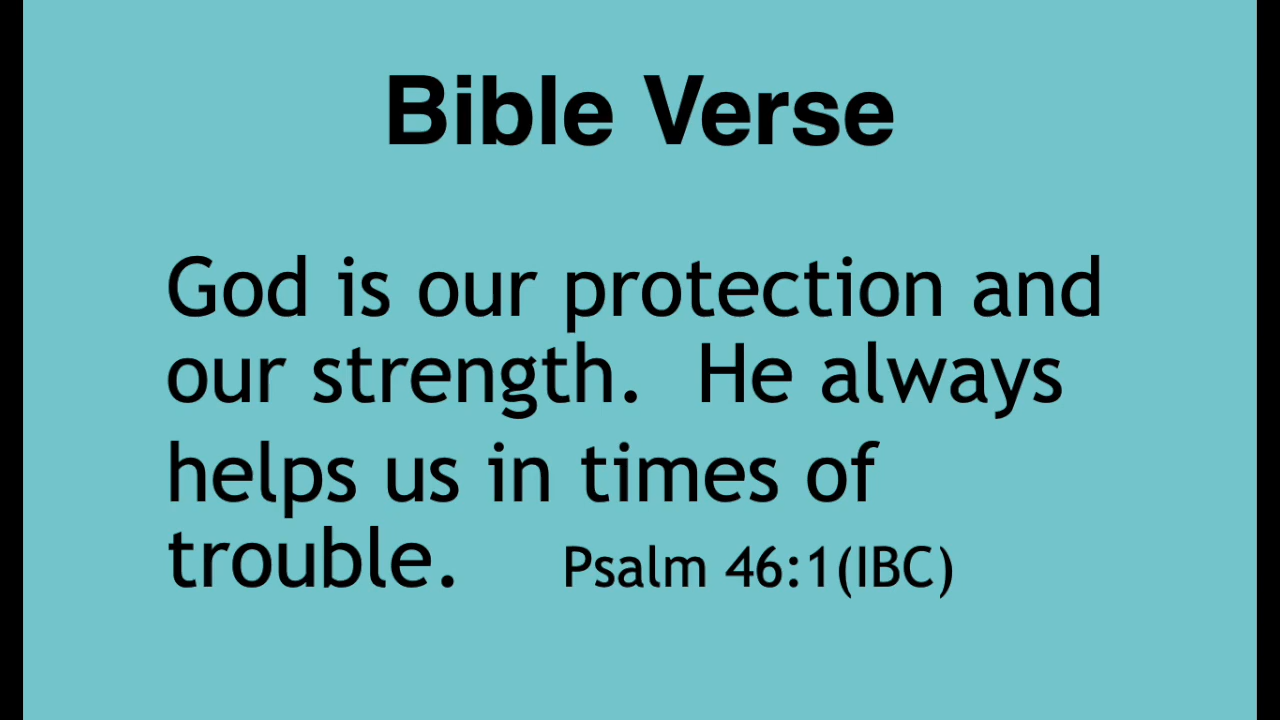 Bible Verse
God is our protection and
our strength.  He always
helps us in times of
trouble.    Psalm 46:1(IBC)